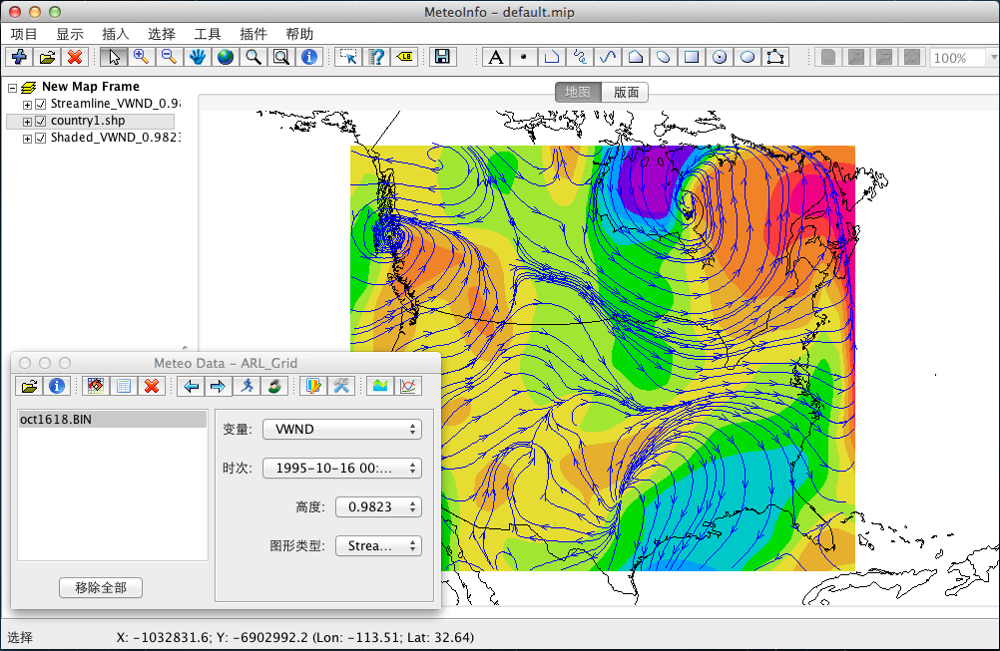 MeteoInfo - default.mip
项目 显示 插入 选择 工具 插件 帮助
A LB 100%
New Map Frame
Streamline_VWND_0.98
country1.shp
Shaded_VWND_0.9823
地图 版面
Meteo Data - ARL_Grid
oct1618.BIN
变量: VWND
时次: 1995-10-16 00:...
高度: 0.9823
图形类型: Strea...
移除全部
选择 X: -1032831.6; Y: -6902992.2 (Lon: -113.51; Lat: 32.64)